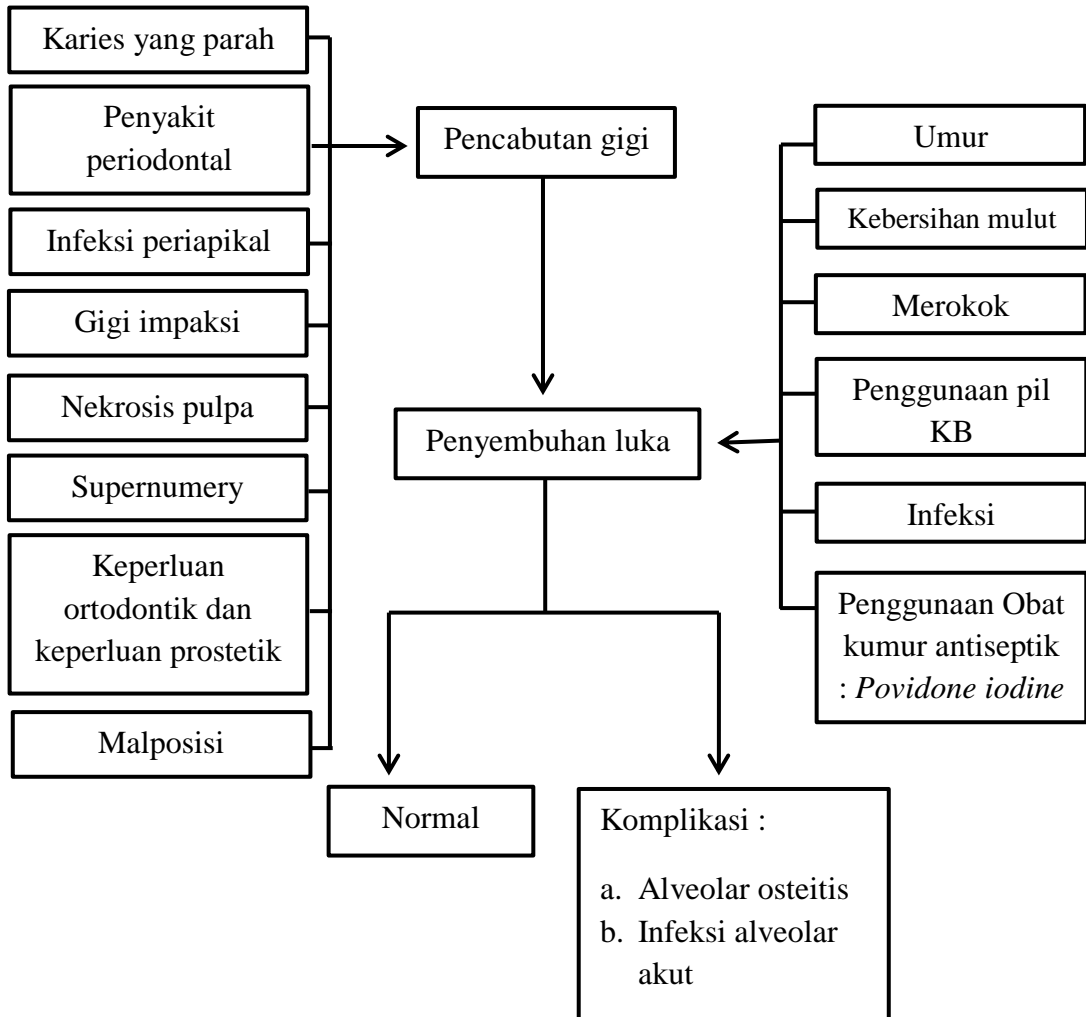 Karies yang parah
Penyakit
periodontal
Infeksi periapikal
Gigi impaksi
Nekrosis pulpa
Supernumery
Keperluan
ortodontik dan
keperluan prostetik
Malposisi
Pencabutan gigi
Penyembuhan luka
Umur
Kebersihan mulut
Merokok
Penggunaan pil
KB
Infeksi
Penggunaan Obat
kumur antiseptik
: Povidone iodine
Normal
Komplikasi :
a. Alveolar osteitis
b. Infeksi alveolar
akut